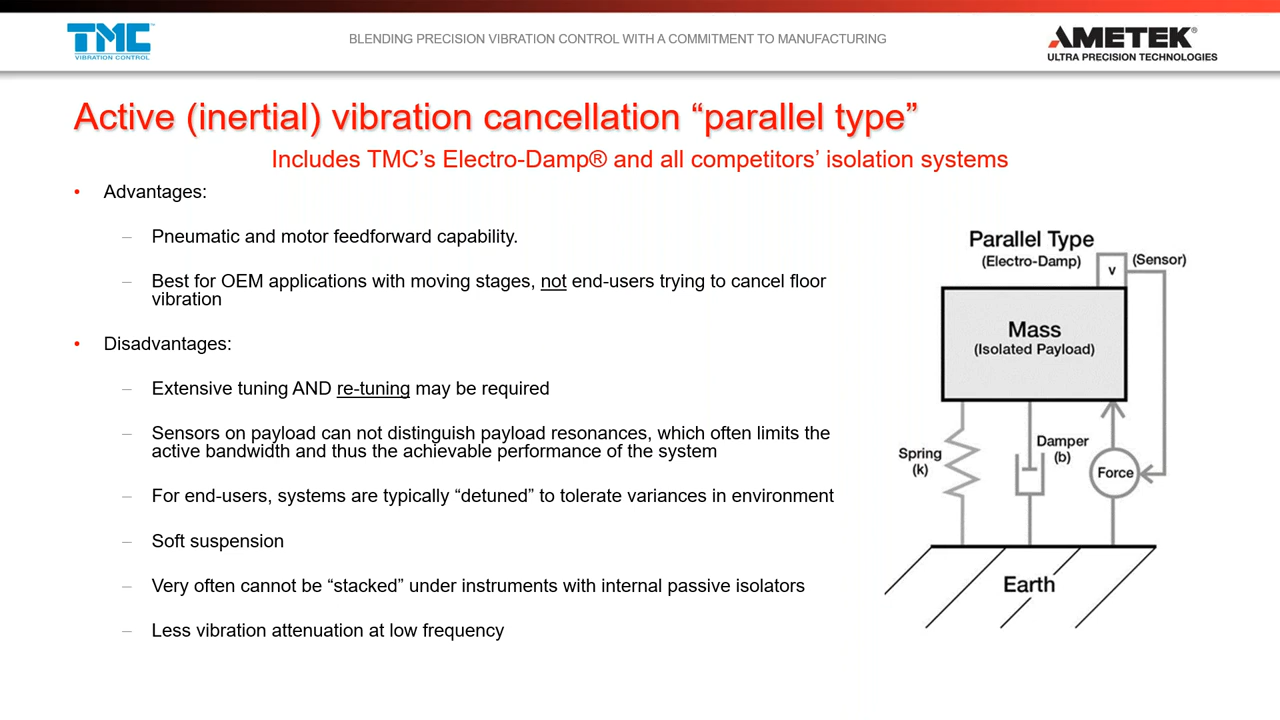 TMC™
VIBRATION CONTROL
BLENDING PRECISION VIBRATION CONTROL WITH A COMMITMENT TO MANUFACTURING
AMETEK®
ULTRA PRECISION TECHNOLOGIES
Active (inertial) vibration cancellation “parallel type”
Includes TMC’s Electro-Damp® and all competitors’ isolation systems
• Advantages:
– Pneumatic and motor feedforward capability.
– Best for OEM applications with moving stages, not end-users trying to cancel floor
vibration
• Disadvantages:
– Extensive tuning AND re-tuning may be required
– Sensors on payload can not distinguish payload resonances, which often limits the
active bandwidth and thus the achievable performance of the system
– For end-users, systems are typically “detuned” to tolerate variances in environment
– Soft suspension
– Very often cannot be “stacked” under instruments with internal passive isolators
– Less vibration attenuation at low frequency
Parallel Type
(Electro-Damp)
v
(Sensor)
Mass
(Isolated Payload)
Spring
(k)
Damper
(b)
Force
Earth